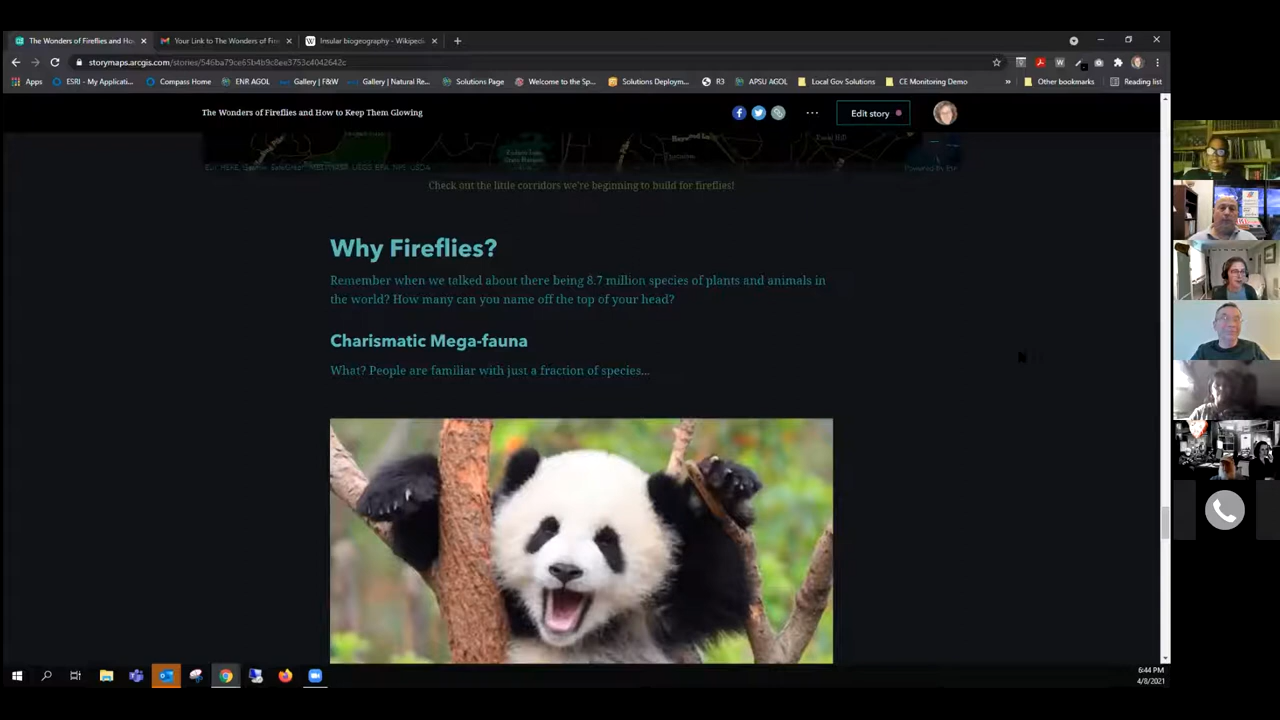 The Wonders of Fireflies and Ho
Your Link to The Wonders of Fire
Insular biogeography - Wikipedi
storymaps.arcgis.com/stories/546ba79ce65b4b9c8ee3753c4042642c
Apps
ESRI - My Applicati...
Compass Home
ENR AGOL
Gallery | F&W
Gallery | Natural Re...
Solutions Page
Welcome to the Sp...
Solutions Deploym...
R3
APSU AGOL
Local Gov Solutions
CE Monitoring Demo
»
Other bookmarks
Reading list
The Wonders of Fireflies and How to Keep Them Glowing
Edit story
Check out the little corridors we're beginning to build for fireflies!
Why Fireflies?
Remember when we talked about there being 8.7 million species of plants and animals in
the world? How many can you name off the top of your head?
Charismatic Mega-fauna
What? People are familiar with just a fraction of species...
6:44 PM
4/8/2021